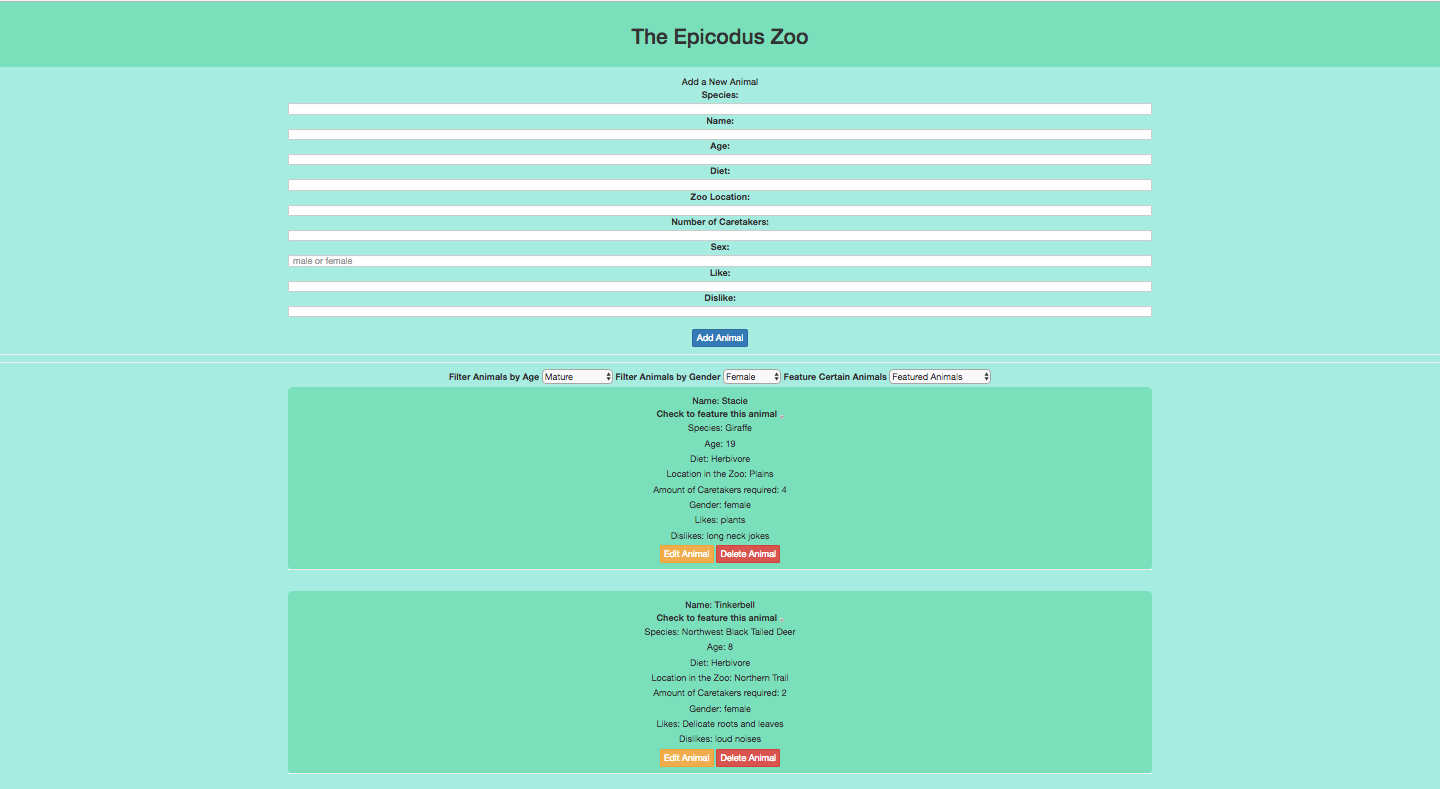 The Epicodus Zoo
Add a New Animal
Species:
Name:
Age:
Diet:
Zoo Location:
Number of Caretakers:
Sex:
male or female
Like:
Dislike:
Add Animal
Filter Animals by Age Mature Filter Animals by Gender Female Feature Certain Animals Featured Animals
Name: Stacie
Check to feature this animal
Species: Giraffe
Age: 19
Diet: Herbivore
Location in the Zoo: Plains
Amount of Caretakers required: 4
Gender: female
Likes: plants
Dislikes: long neck jokes
Edit Animal Delete Animal
Name: Tinkerbell
Check to feature this animal
Species: Northwest Black Tailed Deer
Age: 8
Diet: Herbivore
Location in the Zoo: Northern Trail
Amount of Caretakers required: 2
Gender: female
Likes: Delicate roots and leaves
Dislikes: loud noises
Edit Animal Delete Animal